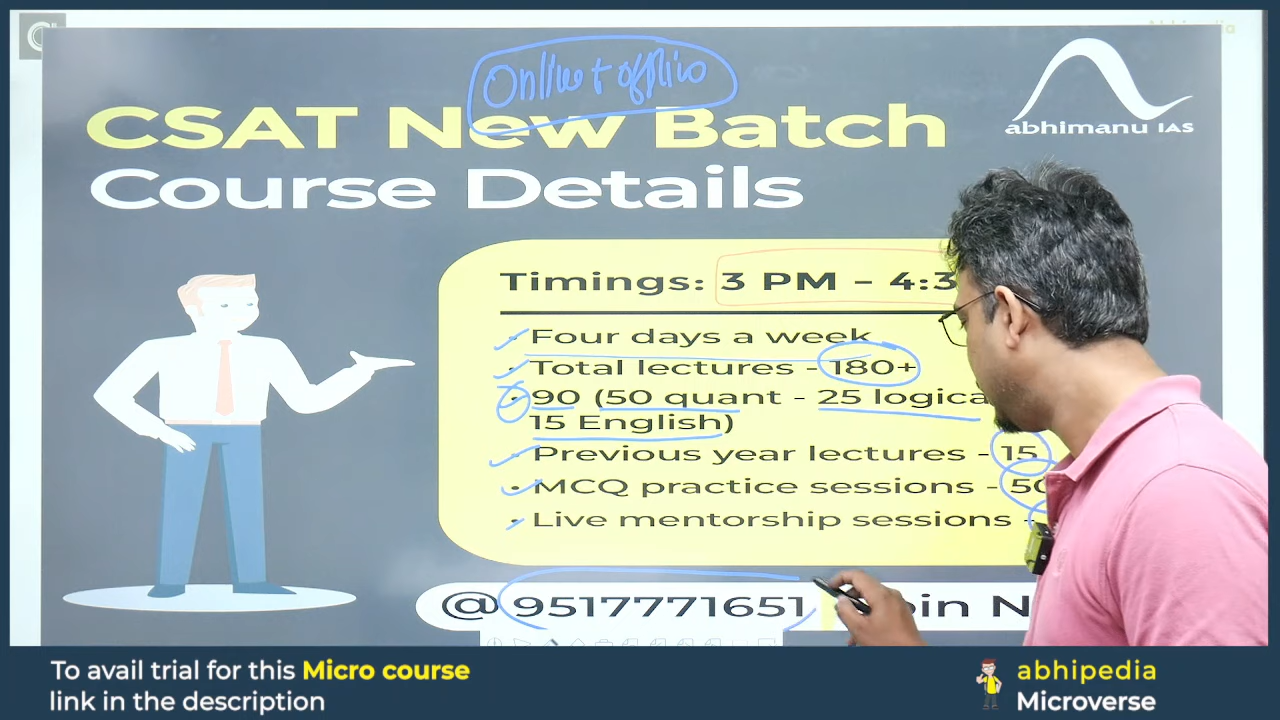 Online + offline
CSAT New Batch
Course Details
abhimanu IAS
Timings: 3 PM – 4:3
• Four days a week
• Total lectures - 180+
• 90 (50 quant - 25 logica
15 English)
• Previous year lectures - 15
• MCQ practice sessions - 50
• Live mentorship sessions -
@ 9517771651
To avail trial for this Micro course
link in the description
abhipedia
Microverse